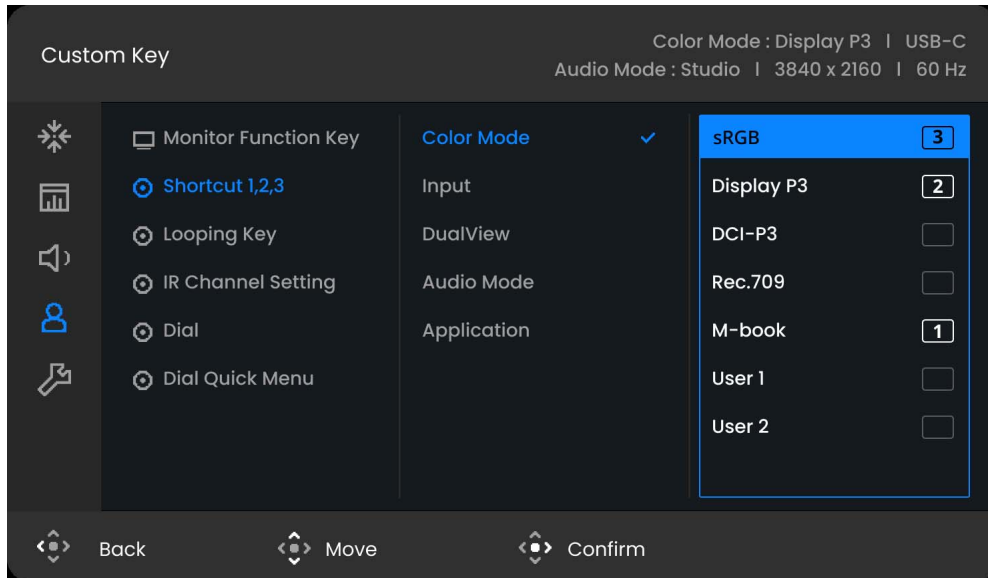 Custom Key
Color Mode : Display P3 I USB-C
Audio Mode : Studio I 3840 x 2160 I 60 Hz
Monitor Function Key
Shortcut 1,2,3
Looping Key
IR Channel Setting
Dial
Dial Quick Menu
Color Mode
Input
DualView
Audio Mode
Application
sRGB 3
Display P3 2
DCI-P3
Rec.709
M-book 1
User 1
User 2
Back Move Confirm